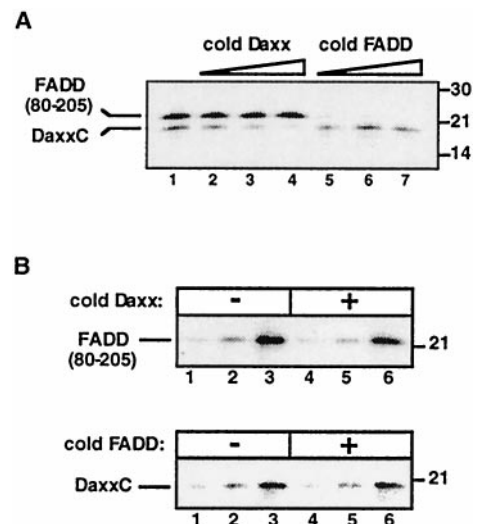 A
cold Daxx cold FADD
FADD
(80-205)
DaxxC
30
21
14
1 2 3 4 5 6 7
B
cold Daxx: - +
FADD
(80-205)
21
1 2 3 4 5 6
cold FADD: - +
DaxxC
21
1 2 3 4 5 6